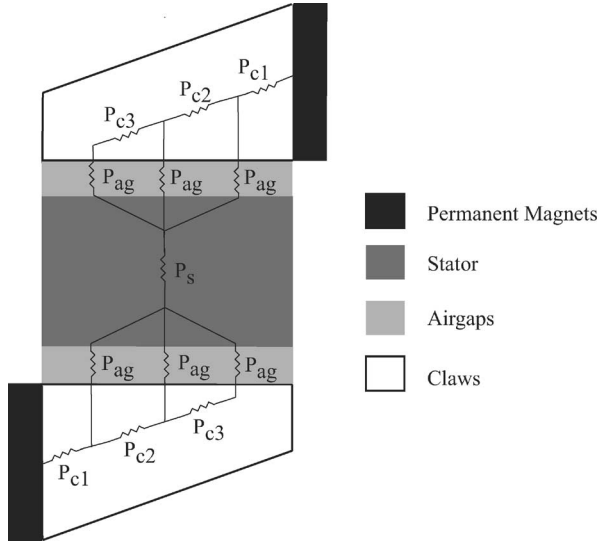 Pc1
Pc2
Pc3
Pag Pag Pag
Ps
Pag Pag Pag
Pc3
Pc2
Pc1
Permanent Magnets
Stator
Airgaps
Claws